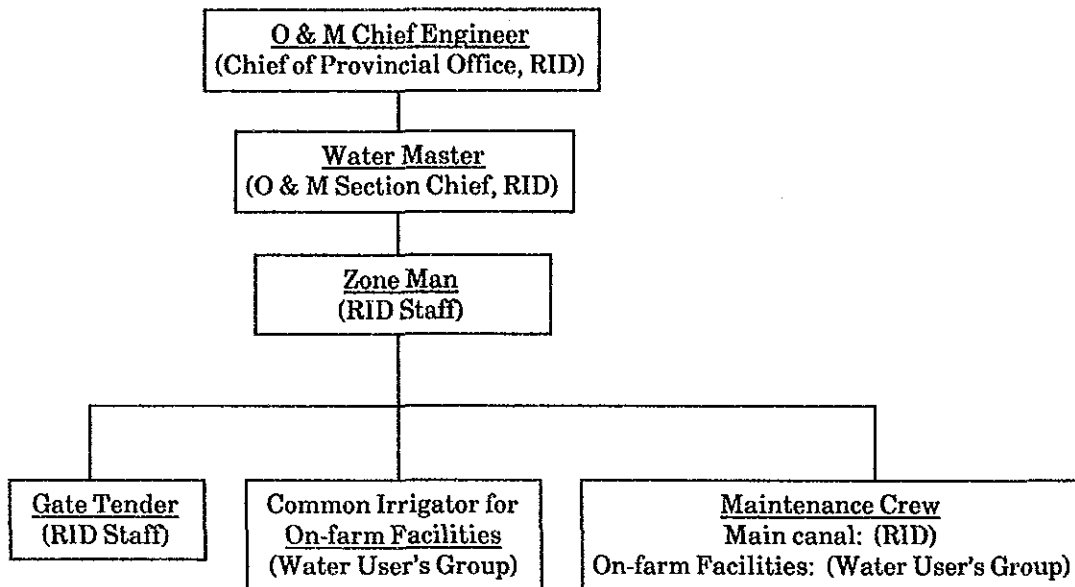 O & M Chief Engineer
(Chief of Provincial Office, RID)
Water Master
(O & M Section Chief, RID)
Zone Man
(RID Staff)
Gate Tender
(RID Staff)
Common Irrigator for
On-farm Facilities
(Water User's Group)
Maintenance Crew
Main canal: (RID)
On-farm Facilities: (Water User's Group)